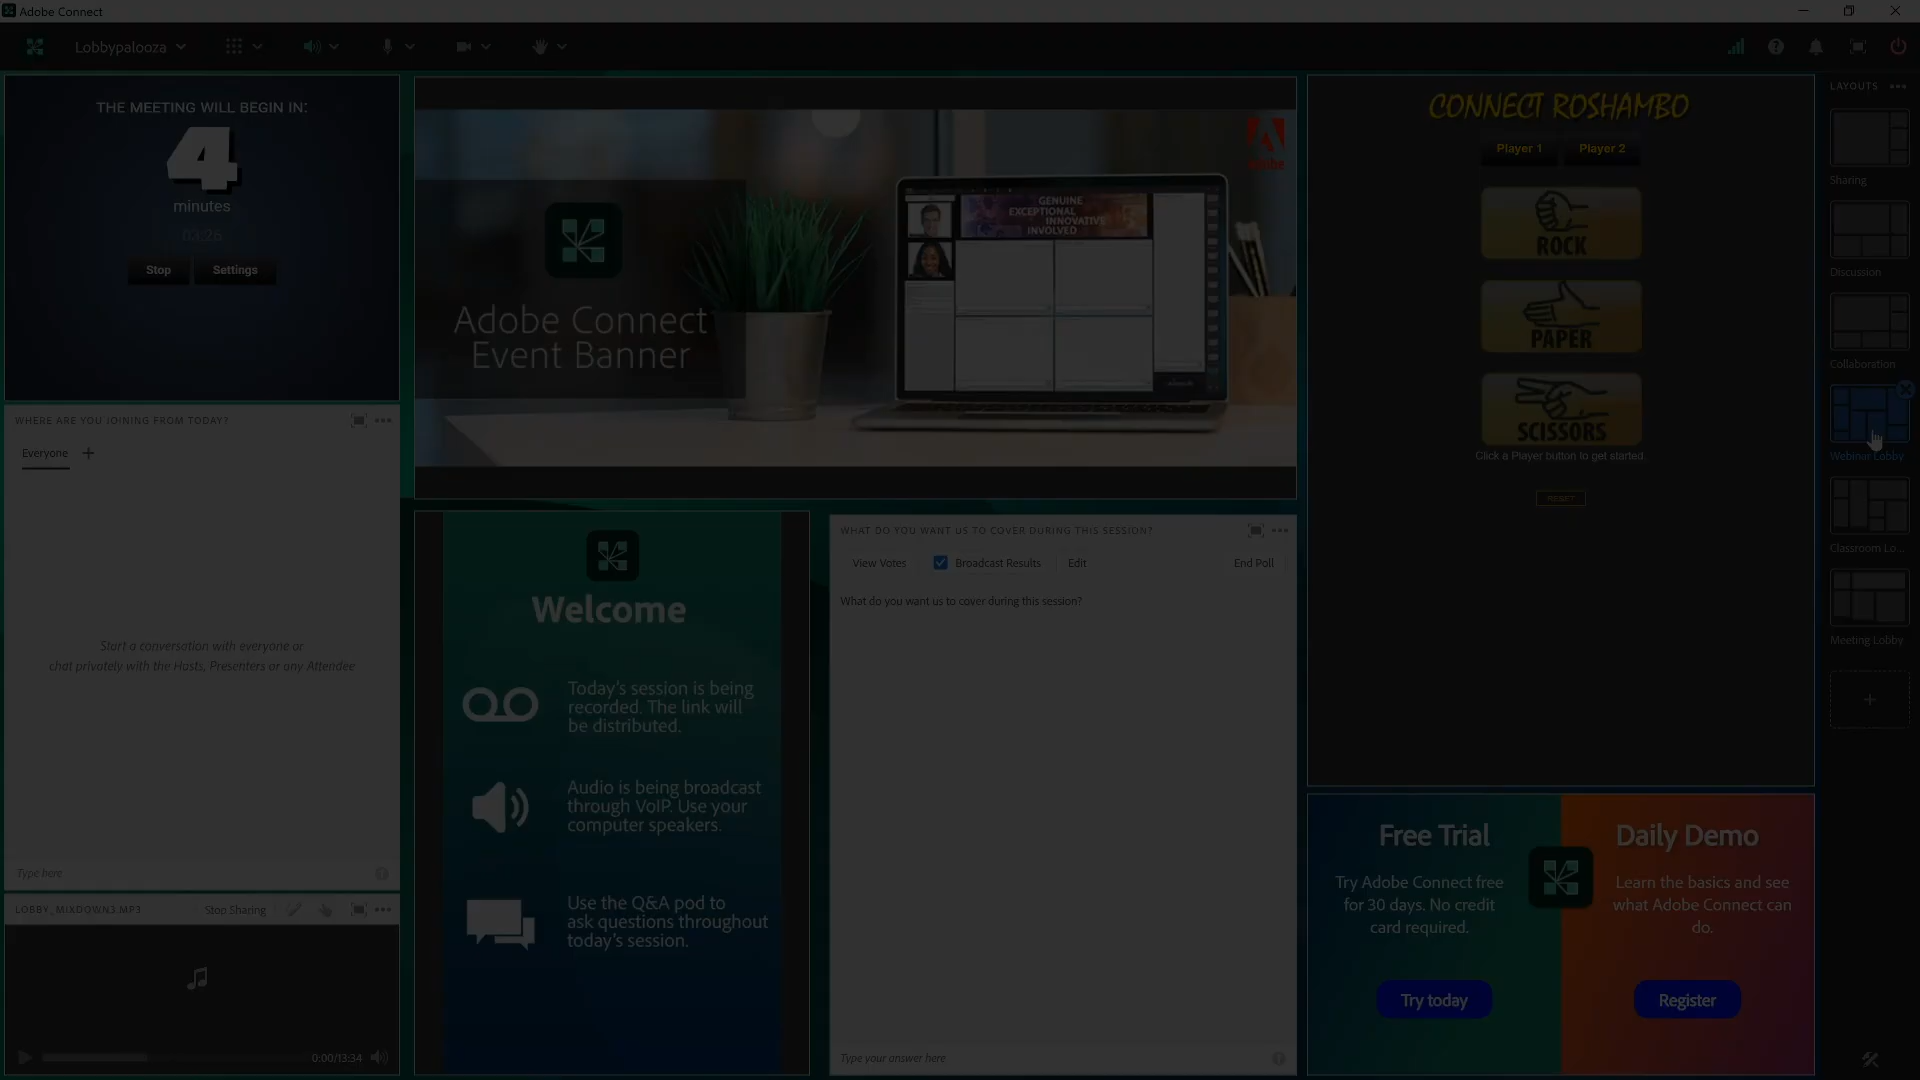 Adobe Connect
Lobbypalooza
THE MEETING WILL BEGIN IN:
4
minutes
03:26
Stop
Settings
WHERE ARE YOU JOINING FROM TODAY?
Everyone
Start a conversation with everyone or
chat privately with the Hosts, Presenters or any Attendee
Type here
LOBBY_MIXDOWN3.MP3
Stop Sharing
0:00/13:34
Adobe
GENUINE
EXCEPTIONAL
INNOVATIVE
INVOLVED
Adobe Connect
Event Banner
Welcome
Today's session is being
recorded. The link will
be distributed.
Audio is being broadcast
through VoIP. Use your
computer speakers.
Use the Q&A pod to
ask questions throughout
today's session.
WHAT DO YOU WANT US TO COVER DURING THIS SESSION?
View Votes
Broadcast Results
Edit
End Poll
What do you want us to cover during this session?
Type your answer here
CONNECT ROSHAMBO
Player 1
Player 2
ROCK
PAPER
SCISSORS
Click a Player button to get started.
RESET
Free Trial
Try Adobe Connect free
for 30 days. No credit
card required.
Try today
Daily Demo
Learn the basics and see
what Adobe Connect can
do.
Register
LAYOUTS
Sharing
Discussion
Collaboration
Webinar Lobby
Classroom Lo...
Meeting Lobby